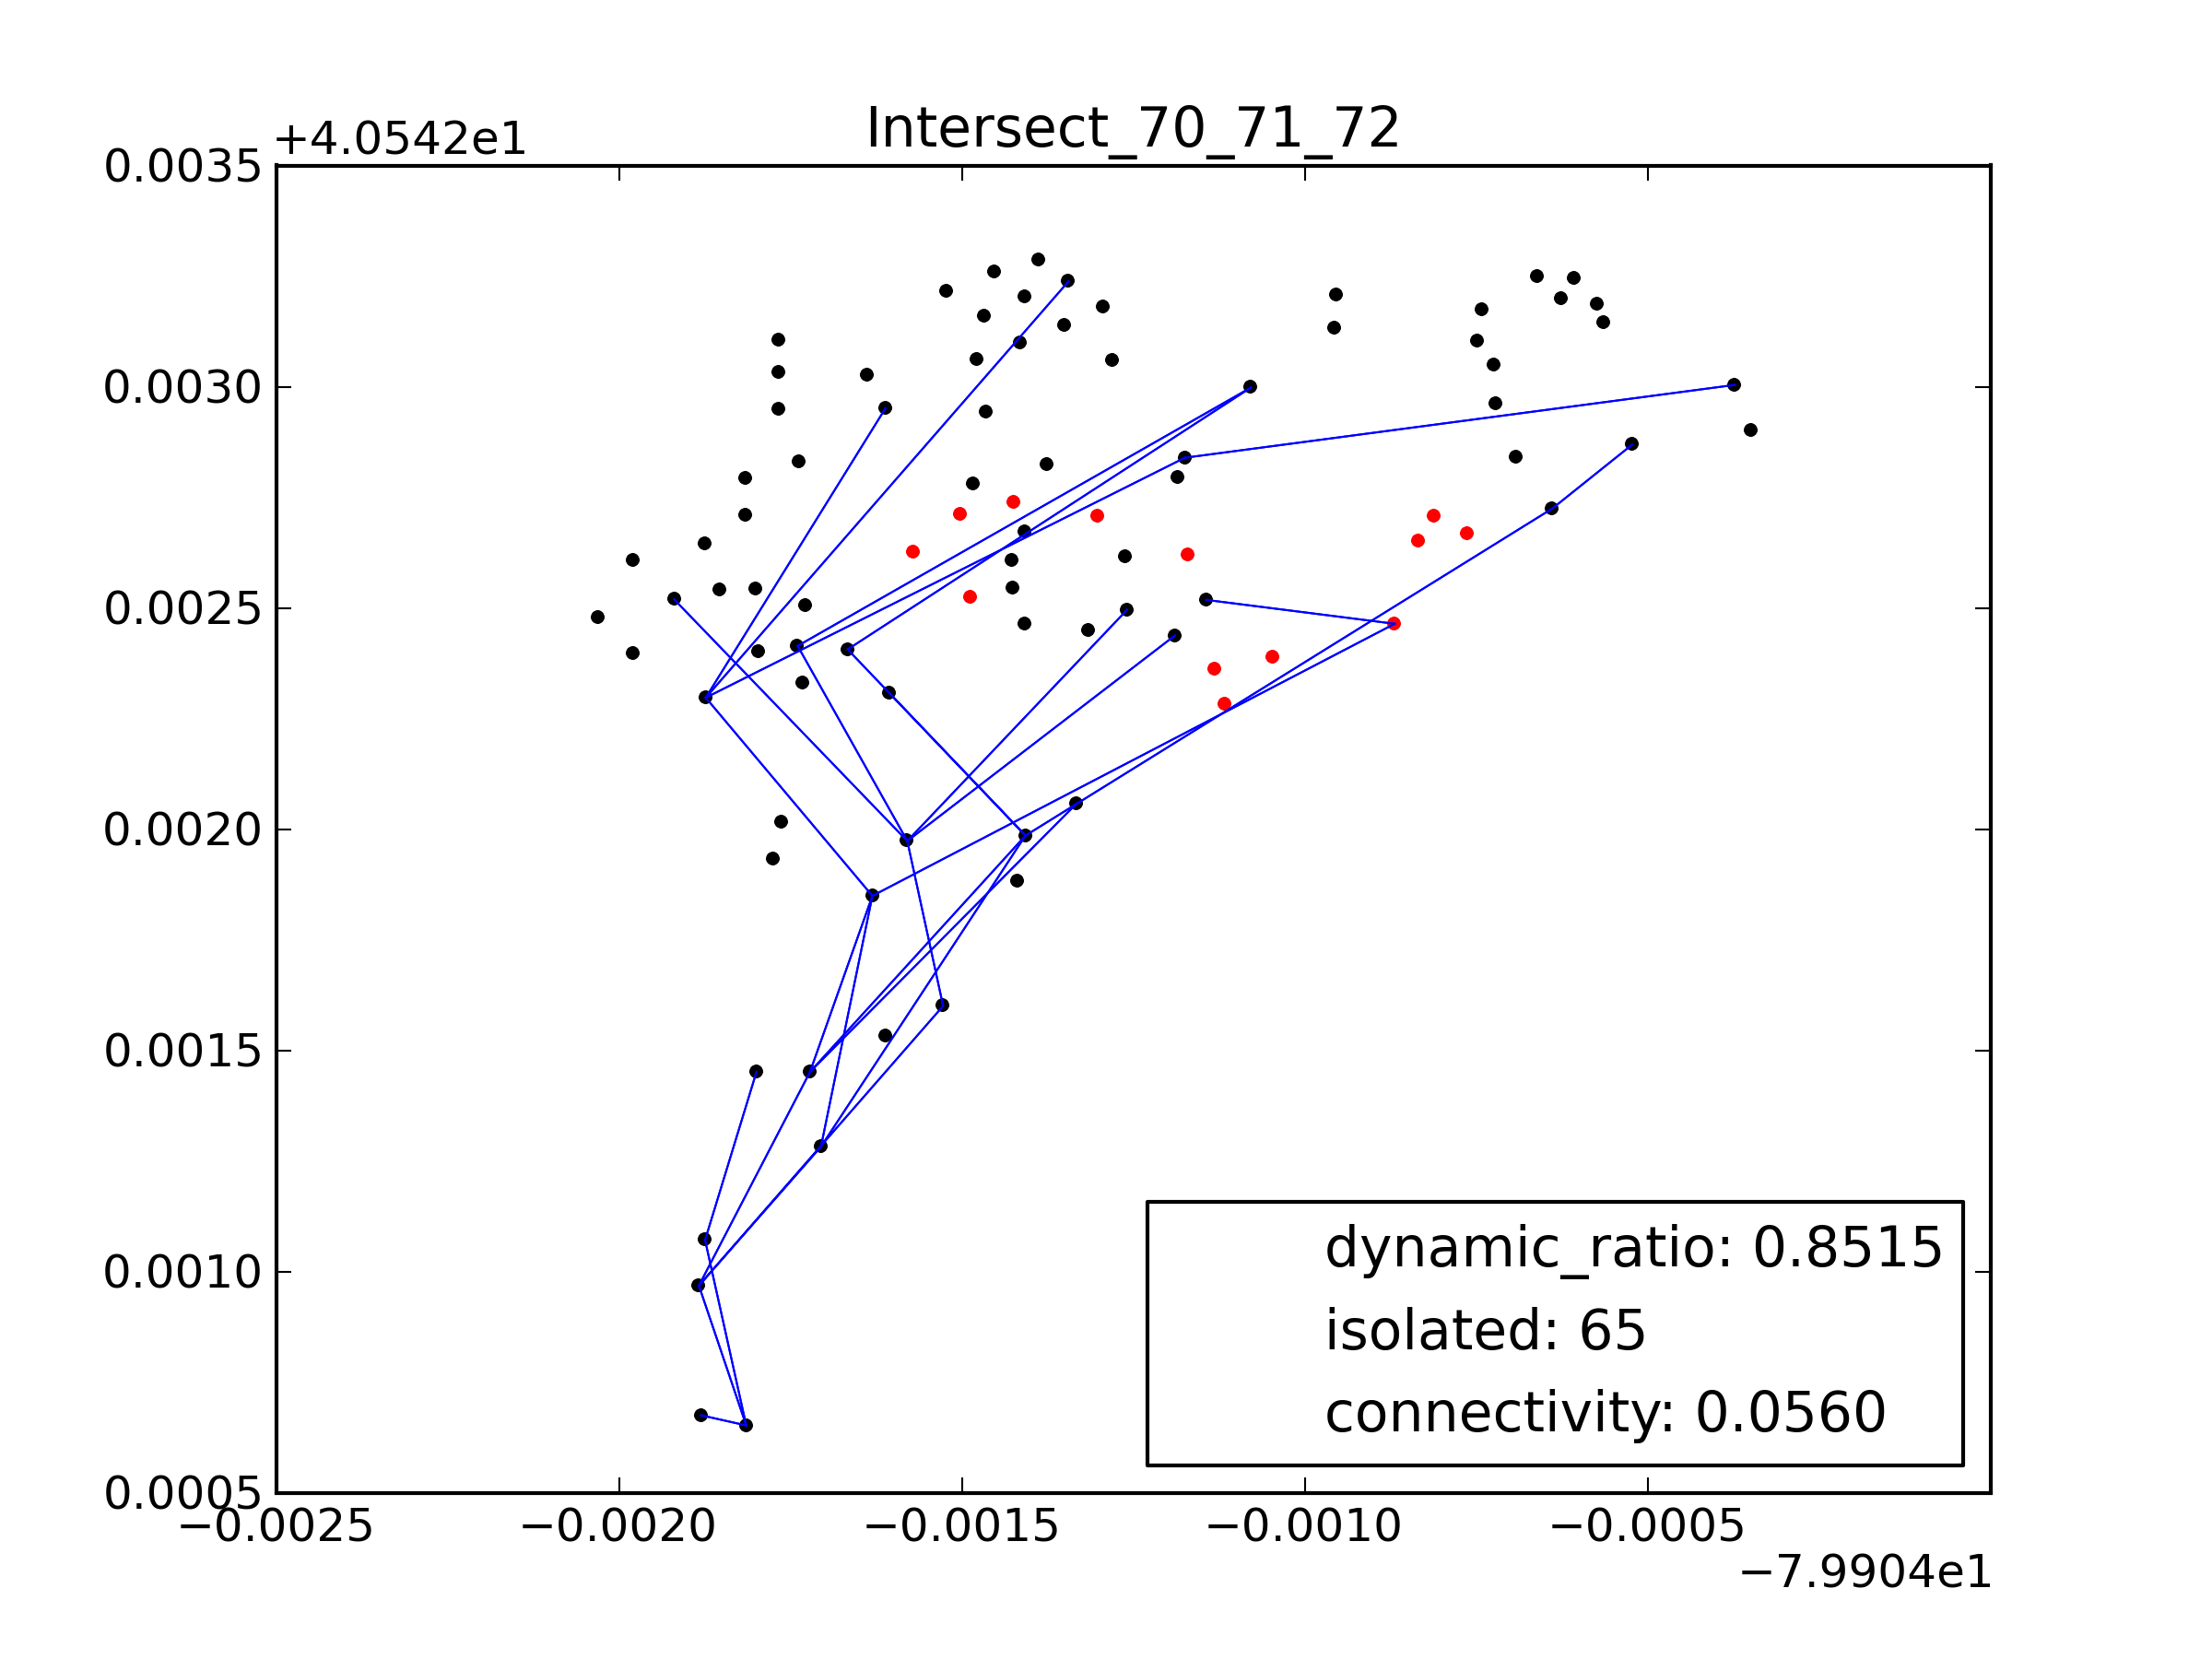 Intersect_70_71_72
+4.0542e1
0.0035
0.0030
0.0025
0.0020
0.0015
0.0010
0.0005
dynamic_ratio: 0.8515
isolated: 65
connectivity: 0.0560
−0.0025 −0.0020 −0.0015 −0.0010 −0.0005
−7.9904e1